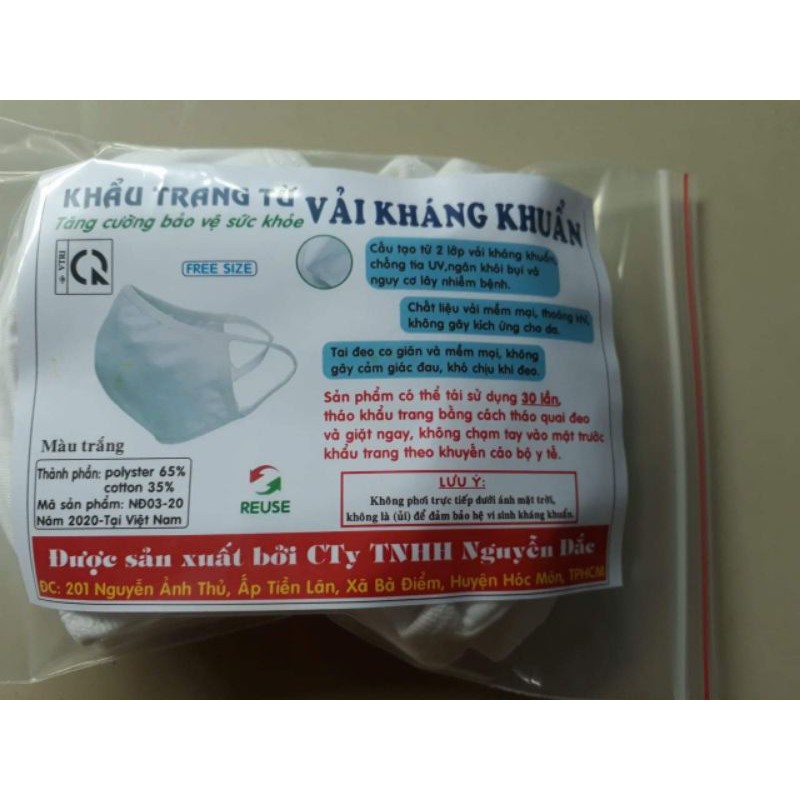 KHẨU TRANG TỪ VẢI KHÁNG KHUẨN
Tăng cường bảo vệ sức khỏe
VTRI
FREE SIZE
Cấu tạo từ 2 lớp vải kháng khuẩn,
chống tia UV,ngăn khói bụi và
nguy cơ lây nhiễm bệnh.
Chất liệu vải mềm mại, thoáng khí,
không gây kích ứng cho da.
Tai đeo co giãn và mềm mại, không
gây cảm giác đau, khó chịu khi đeo.
Sản phẩm có thể tái sử dụng 30 lần,
tháo khẩu trang bằng cách tháo quai đeo
và giặt ngay, không chạm tay vào mặt trước
khẩu trang theo khuyến cáo bộ y tế.
Màu trắng
Thành phần: polyster 65%
cotton 35%
Mã sản phẩm: NĐ03-20
Năm 2020-Tại Việt Nam
REUSE
LƯU Ý:
Không phơi trực tiếp dưới ánh mặt trời,
không là (ủi) để đảm bảo hệ vi sinh kháng khuẩn.
Được sản xuất bởi CTy TNHH Nguyễn Đắc
ĐC: 201 Nguyễn Ảnh Thủ, Ấp Tiền Lân, Xã Bà Điểm, Huyện Hóc Môn, TPHCM